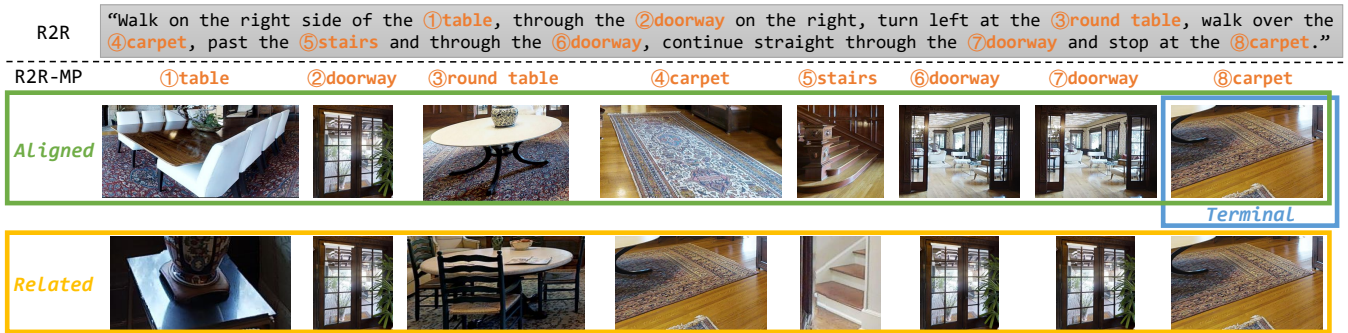 R2R
“Walk on the right side of the ①table, through the ②doorway on the right, turn left at the ③round table, walk over the
④carpet, past the ⑤stairs and through the ⑥doorway, continue straight through the ⑦doorway and stop at the ⑧carpet.”
R2R-MP ①table ②doorway ③round table ④carpet ⑤stairs ⑥doorway ⑦doorway ⑧carpet
Aligned
Terminal
Related